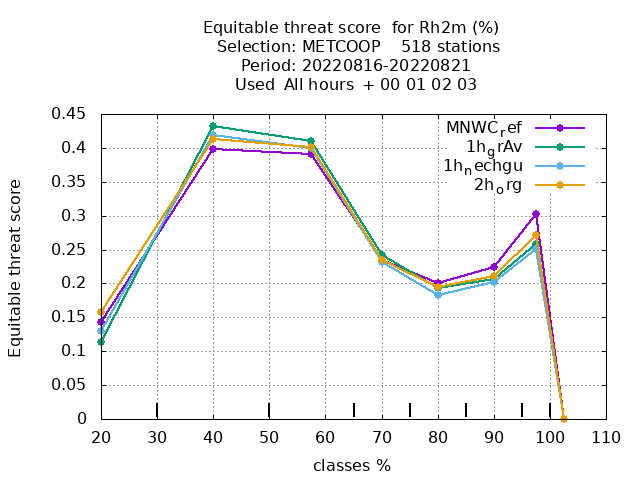 Equitable threat score  for Rh2m (%)
Selection: METCOOP    518 stations
Period: 20220816-20220821
Used  All hours  + 00 01 02 03
0.45
0.4
0.35
0.3
0.25
0.2
0.15
0.1
0.05
0
Equitable threat score
MNWC_ref
1h_grAv
1h_nechgu
2h_org
20 30 40 50 60 70 80 90 100 110
classes %